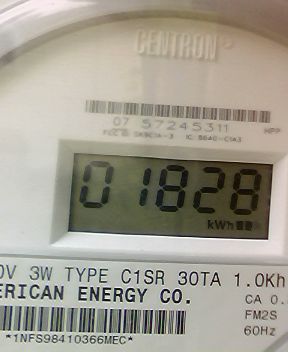 CENTRON
07 57245311
HPP
01828
kWh
0V 3W TYPE C1SR 30TA 1.0Kh
ERICAN ENERGY CO.
CA 0.
FM2S
60Hz
*1NFS98410366MEC*